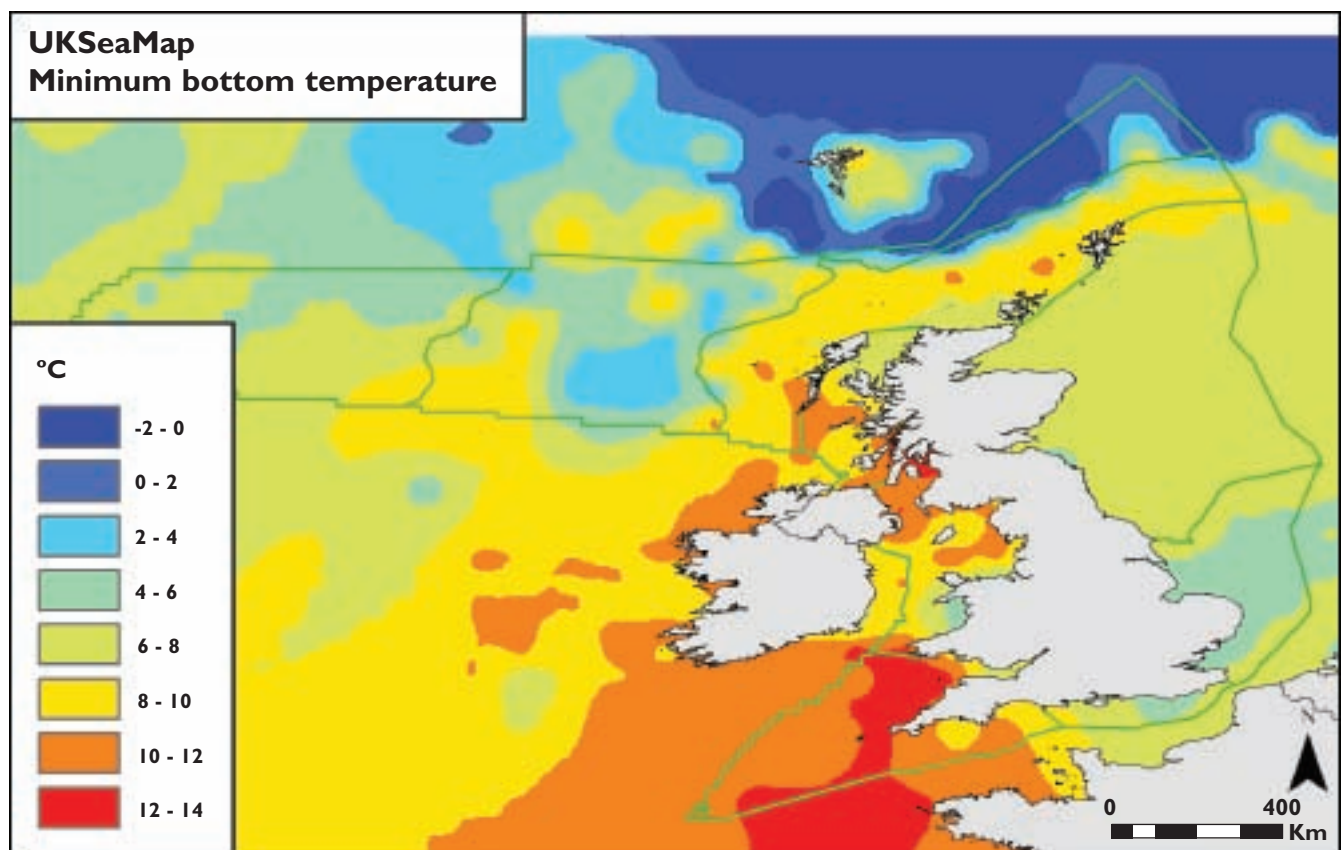 UKSeaMap
Minimum bottom temperature
°C
-2 - 0
0 - 2
2 - 4
4 - 6
6 - 8
8 - 10
10 - 12
12 - 14
N
0 400
Km